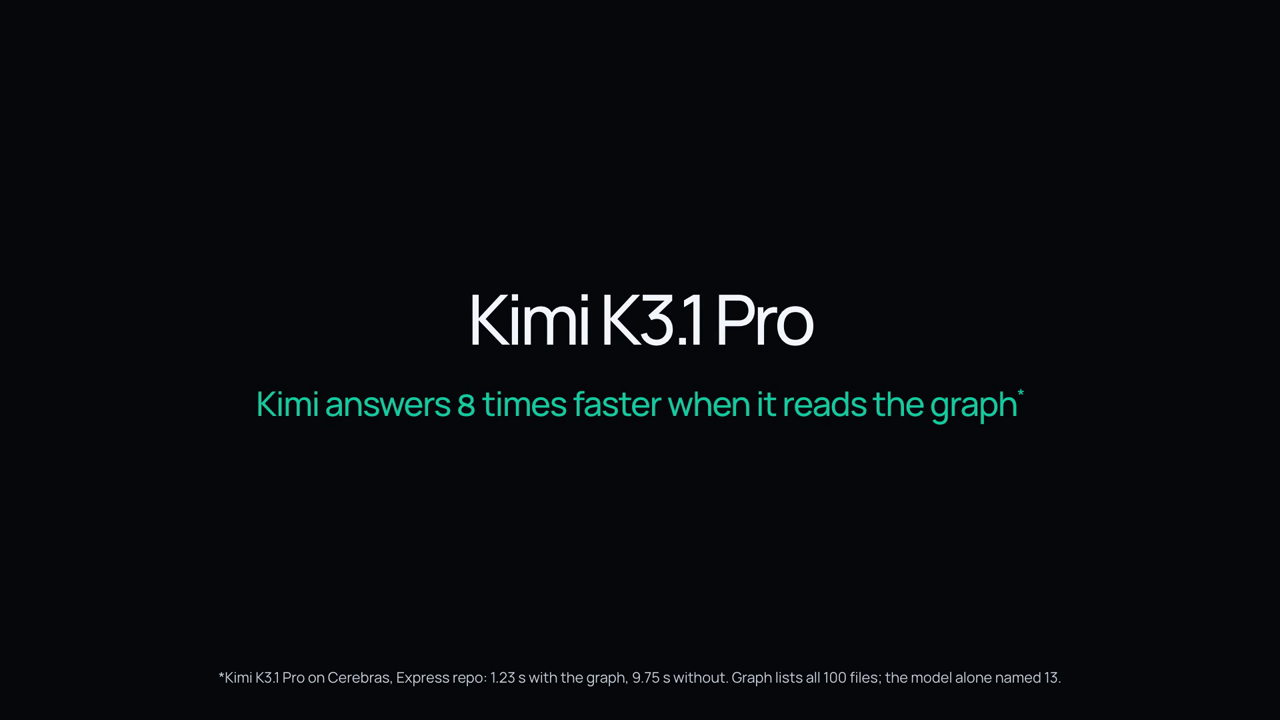 Kimi K3.1 Pro
Kimi answers 8 times faster when it reads the graph*
*Kimi K3.1 Pro on Cerebras, Express repo: 1.23 s with the graph, 9.75 s without. Graph lists all 100 files; the model alone named 13.